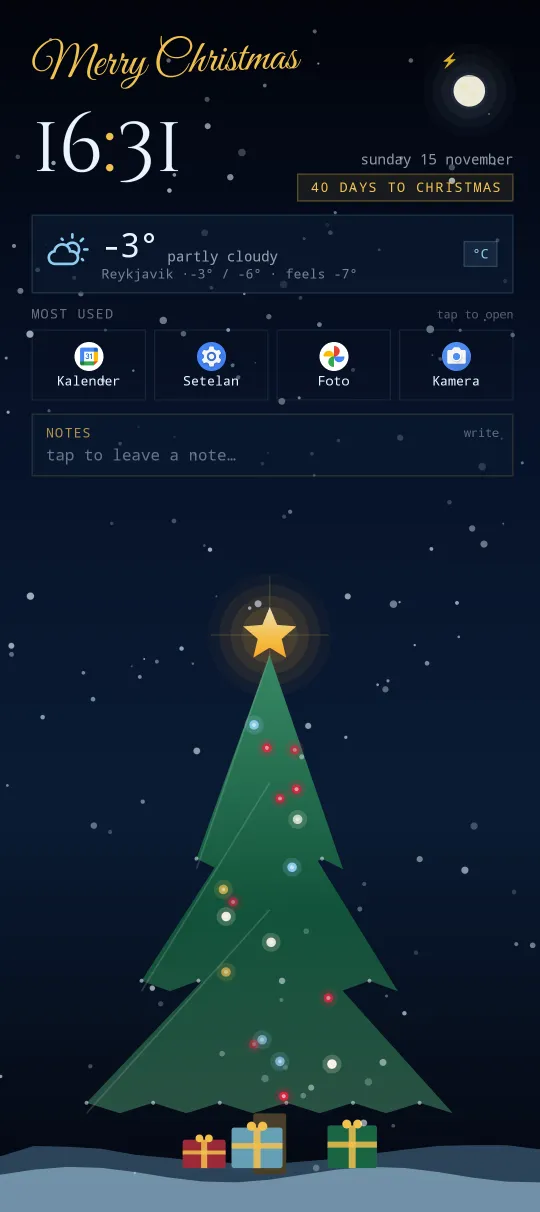 Merry Christmas
16:31
sunday 15 november
40 DAYS TO CHRISTMAS
-3° partly cloudy
°C
Reykjavik ·-3° / -6° · feels -7°
MOST USED tap to open
31
Kalender Setelan Foto Kamera
NOTES write
tap to leave a note…